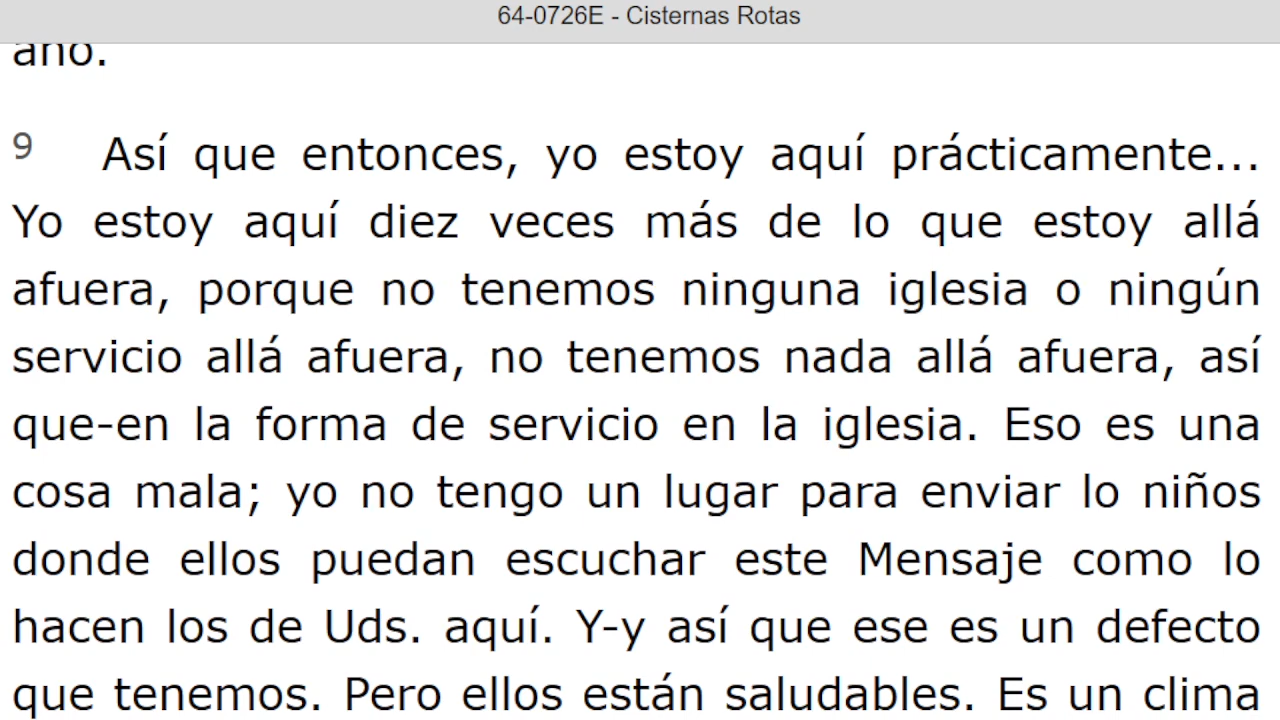 64-0726E - Cisternas Rotas
año.
9 Así que entonces, yo estoy aquí prácticamente...
Yo estoy aquí diez veces más de lo que estoy allá
afuera, porque no tenemos ninguna iglesia o ningún
servicio allá afuera, no tenemos nada allá afuera, así
que-en la forma de servicio en la iglesia. Eso es una
cosa mala; yo no tengo un lugar para enviar lo niños
donde ellos puedan escuchar este Mensaje como lo
hacen los de Uds. aquí. Y-y así que ese es un defecto
que tenemos. Pero ellos están saludables. Es un clima